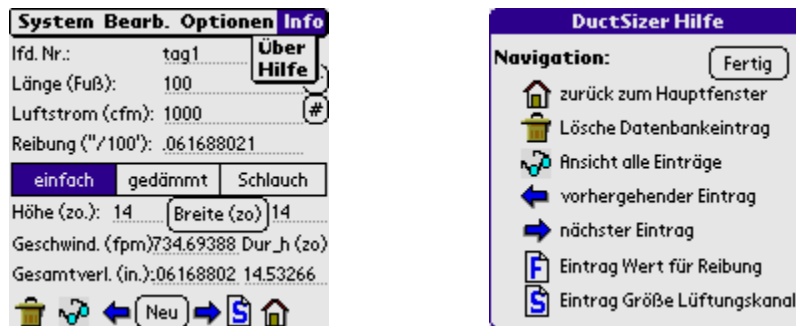 System Bearb. Optionen Info
Über
Hilfe
lfd. Nr.: tag1
Länge (Fuß): 100
Luftstrom (cfm): 1000 #
Reibung ("/100'): .061688021
einfach gedämmt Schlauch
Höhe (zo.): 14 Breite (zo) 14
Geschwind. (fpm) 734.69388 Dur_h (zo)
Gesamtverl. (in.): .06168802 14.53266
Neu S
DuctSizer Hilfe
Navigation: Fertig
zurück zum Hauptfenster
Lösche Datenbankeintrag
Ansicht alle Einträge
vorhergehender Eintrag
nächster Eintrag
F Eintrag Wert für Reibung
S Eintrag Größe Lüftungskanal